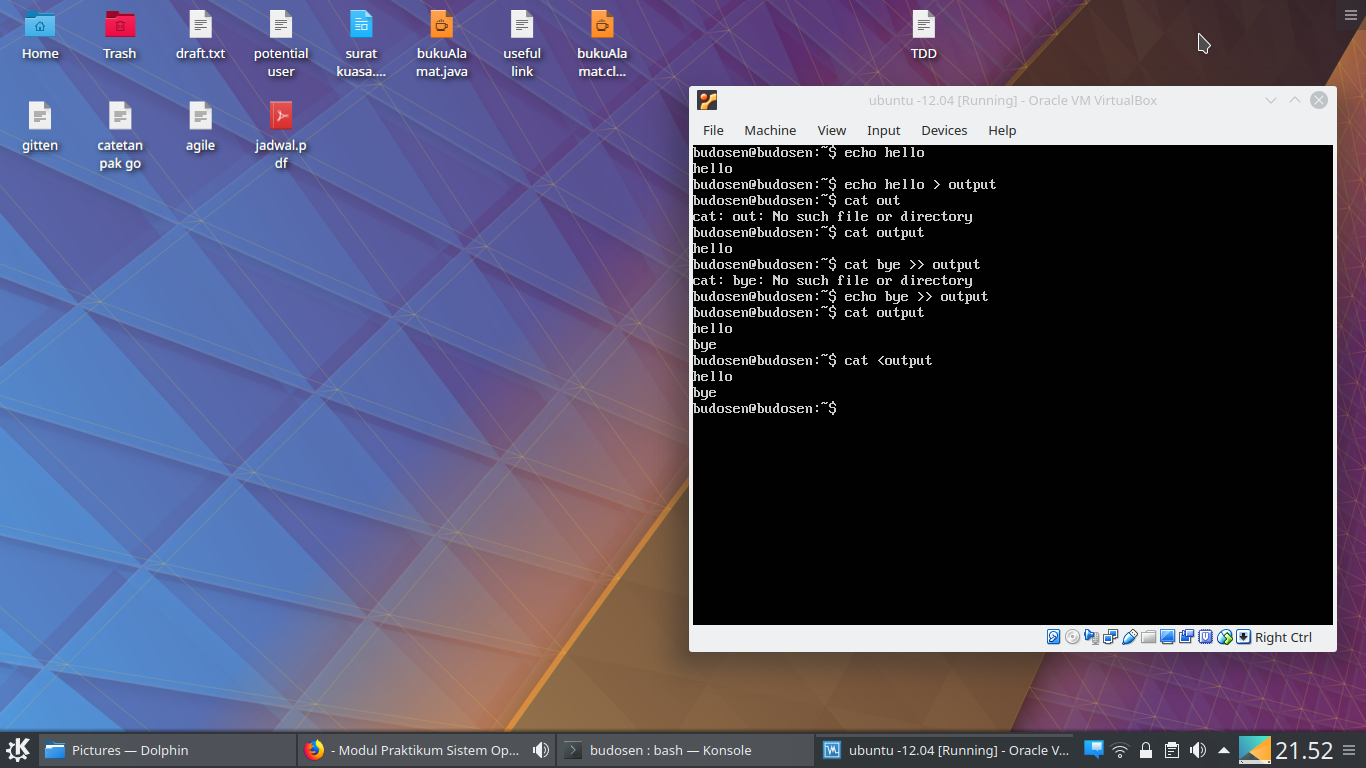 Home
Trash
draft.txt
potential
user
surat
kuasa....
bukuAla
mat.java
useful
link
bukuAla
mat.cl...
TDD
gitten
catetan
pak go
agile
jadwal.p
df
ubuntu -12.04 [Running] - Oracle VM VirtualBox
File Machine View Input Devices Help
budosen@budosen:~$ echo hello
hello
budosen@budosen:~$ echo hello > output
budosen@budosen:~$ cat out
cat: out: No such file or directory
budosen@budosen:~$ cat output
hello
budosen@budosen:~$ cat bye >> output
cat: bye: No such file or directory
budosen@budosen:~$ echo bye >> output
budosen@budosen:~$ cat output
hello
bye
budosen@budosen:~$ cat <output
hello
bye
budosen@budosen:~$
Right Ctrl
Pictures — Dolphin
- Modul Praktikum Sistem Op...
budosen : bash — Konsole
ubuntu -12.04 [Running] - Oracle V...
21.52